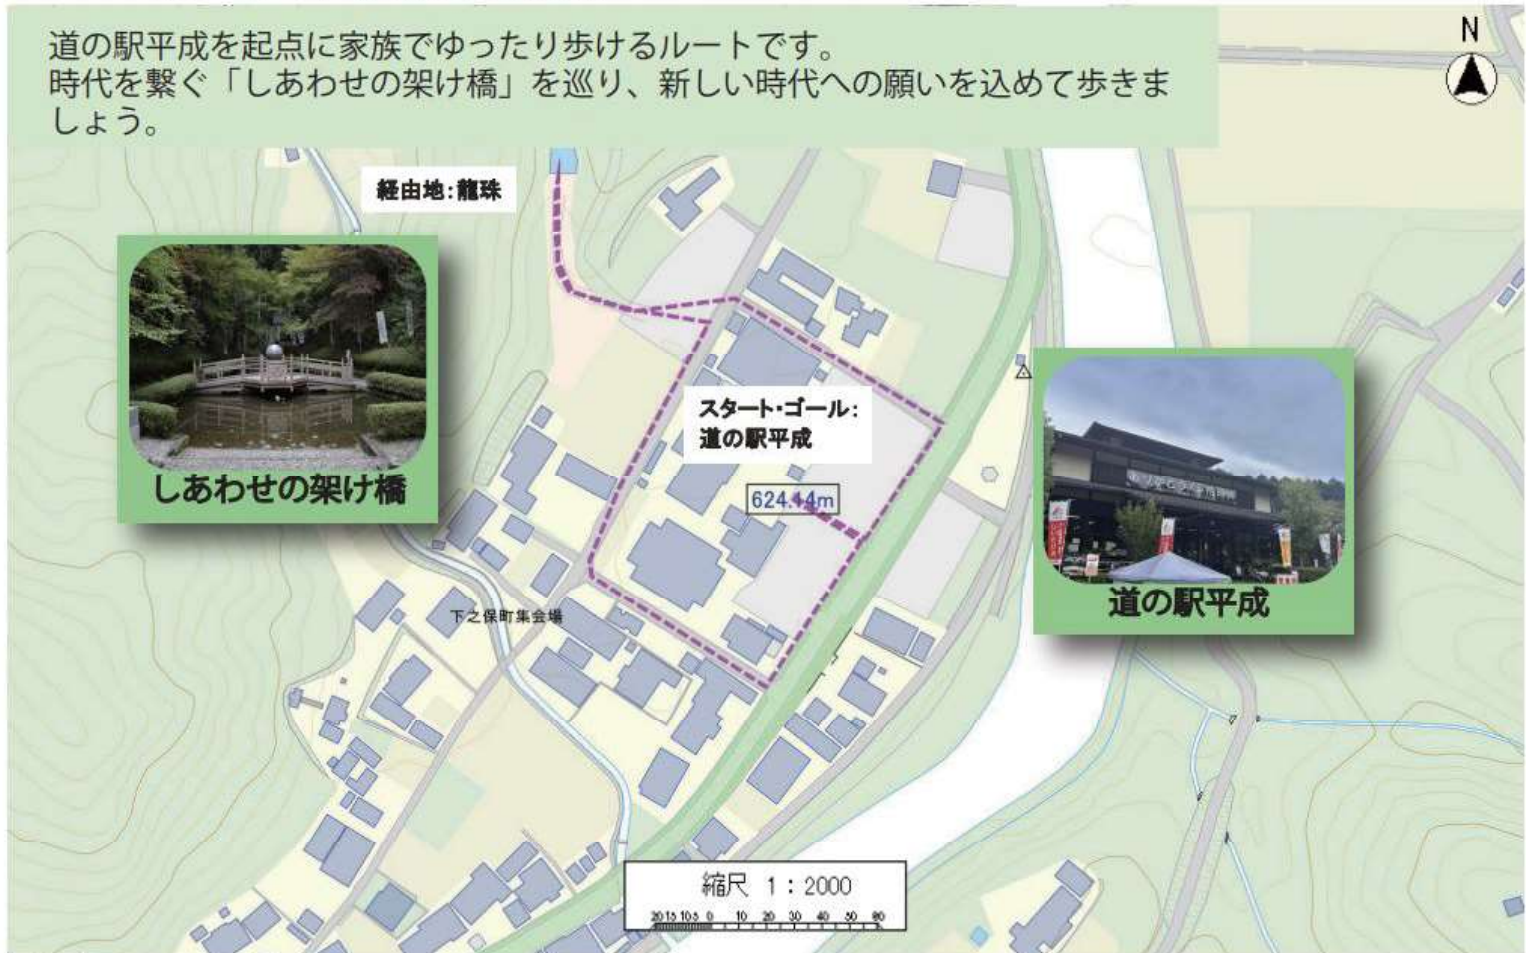 道の駅平成を起点に家族でゆったり歩けるルートです。
時代を繋ぐ「しあわせの架け橋」を巡り、新しい時代への願いを込めて歩きま
しょう。
N
経由地:龍珠
しあわせの架け橋
スタート・ゴール:
道の駅平成
624.14m
道の駅平成
下之保町集会場
縮尺 1:2000
20 15 10 5 0 10 20 30 40 50 60